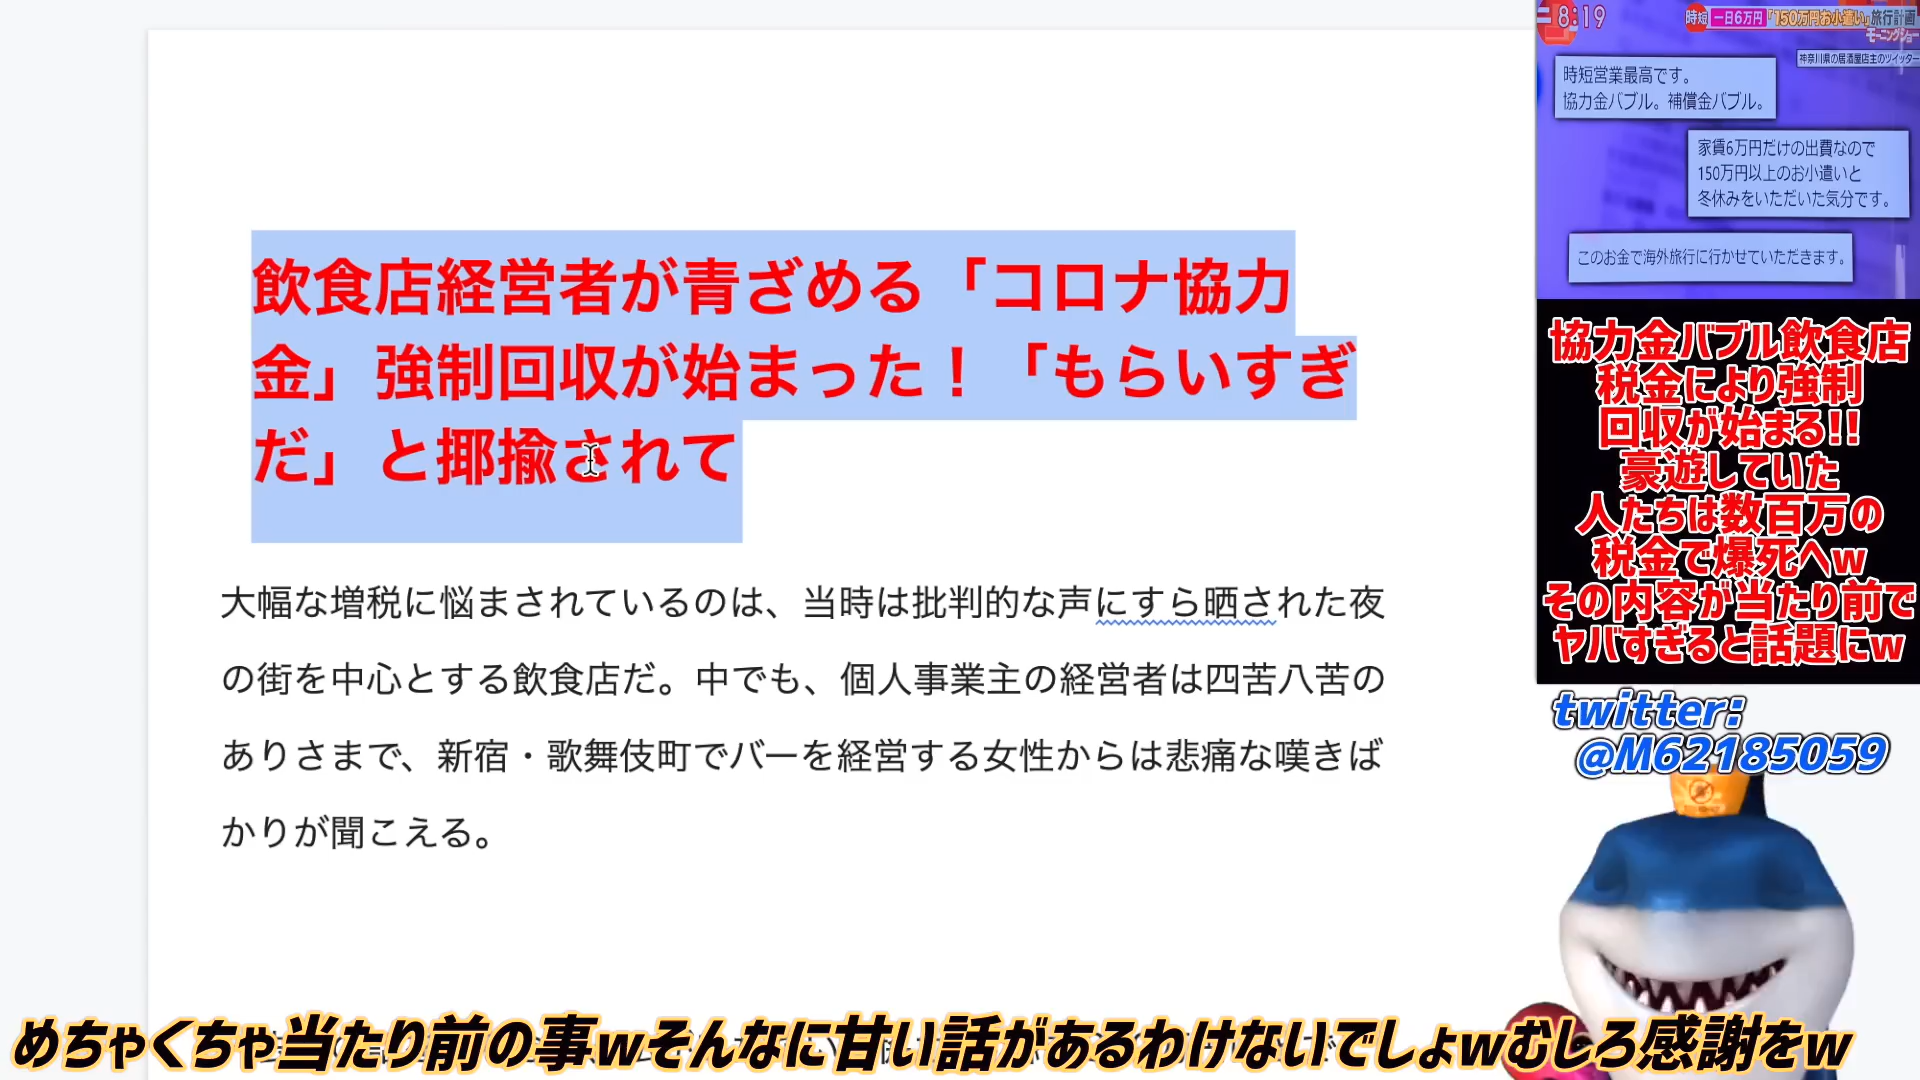 飲食店経営者が青ざめる「コロナ協力
金」強制回収が始まった！「もらいすぎ
だ」と揶揄されて
大幅な増税に悩まされているのは、当時は批判的な声にすら晒された夜
の街を中心とする飲食店だ。中でも、個人事業主の経営者は四苦八苦の
ありさまで、新宿・歌舞伎町でバーを経営する女性からは悲痛な嘆きば
かりが聞こえる。
めちゃくちゃ当たり前の事wそんなに甘い話があるわけないでしょwむしろ感謝をw
8:19
時短 一日6万円「150万円お小遣い」旅行計画
モーニングショー
神奈川県の居酒屋店主のツイッター
時短営業最高です。
協力金バブル。補償金バブル。
家賃6万円だけの出費なので
150万円以上のお小遣いと
冬休みをいただいた気分です。
このお金で海外旅行に行かせていただきます。
協力金バブル飲食店
税金により強制
回収が始まる!!
豪遊していた
人たちは数百万の
税金で爆死へw
その内容が当たり前で
ヤバすぎると話題にw
twitter:
@M62185059